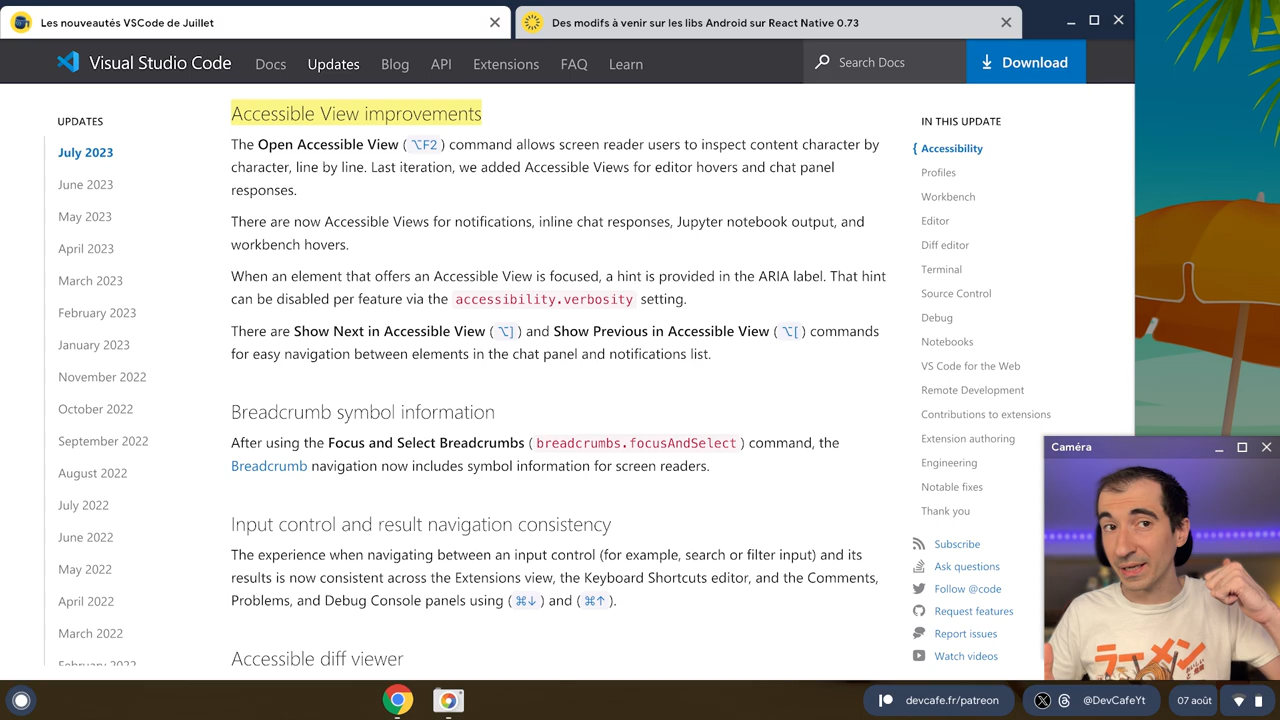 Les nouveautés VSCode de Juillet
Des modifs à venir sur les libs Android sur React Native 0.73
Visual Studio Code
Docs
Updates
Blog
API
Extensions
FAQ
Learn
Search Docs
Download
UPDATES
July 2023
June 2023
May 2023
April 2023
March 2023
February 2023
January 2023
November 2022
October 2022
September 2022
August 2022
July 2022
June 2022
May 2022
April 2022
March 2022
February 2022
Accessible View improvements
The Open Accessible View ( ⌥F2 ) command allows screen reader users to inspect content character by
character, line by line. Last iteration, we added Accessible Views for editor hovers and chat panel
responses.
There are now Accessible Views for notifications, inline chat responses, Jupyter notebook output, and
workbench hovers.
When an element that offers an Accessible View is focused, a hint is provided in the ARIA label. That hint
can be disabled per feature via the accessibility.verbosity setting.
There are Show Next in Accessible View ( ⌥] ) and Show Previous in Accessible View ( ⌥[ ) commands
for easy navigation between elements in the chat panel and notifications list.
Breadcrumb symbol information
After using the Focus and Select Breadcrumbs ( breadcrumbs.focusAndSelect ) command, the
Breadcrumb navigation now includes symbol information for screen readers.
Input control and result navigation consistency
The experience when navigating between an input control (for example, search or filter input) and its
results is now consistent across the Extensions view, the Keyboard Shortcuts editor, and the Comments,
Problems, and Debug Console panels using ( ⌘↓ ) and ( ⌘↑ ).
Accessible diff viewer
IN THIS UPDATE
{ Accessibility
Profiles
Workbench
Editor
Diff editor
Terminal
Source Control
Debug
Notebooks
VS Code for the Web
Remote Development
Contributions to extensions
Extension authoring
Engineering
Notable fixes
Thank you
Subscribe
Ask questions
Follow @code
Request features
Report issues
Watch videos
Caméra
ラーメン
devcafe.fr/patreon
@DevCafeYt
07 août